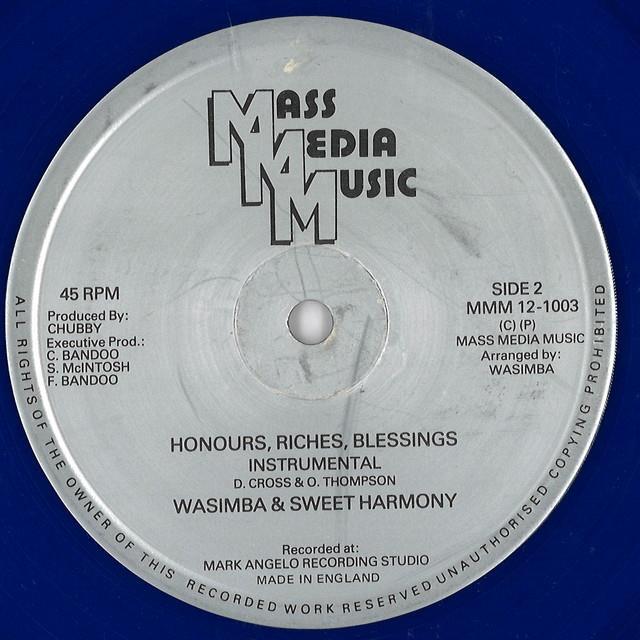 MASS
MEDIA
MUSIC
45 RPM
Produced By:
CHUBBY
Executive Prod.:
C. BANDOO
S. McINTOSH
F. BANDOO
SIDE 2
MMM 12-1003
(C) (P)
MASS MEDIA MUSIC
Arranged by:
WASIMBA
HONOURS, RICHES, BLESSINGS
INSTRUMENTAL
D. CROSS & O. THOMPSON
WASIMBA & SWEET HARMONY
Recorded at:
MARK ANGELO RECORDING STUDIO
MADE IN ENGLAND
ALL RIGHTS OF THE OWNER OF THIS RECORDED WORK RESERVED UNAUTHORISED COPYING PROHIBITED